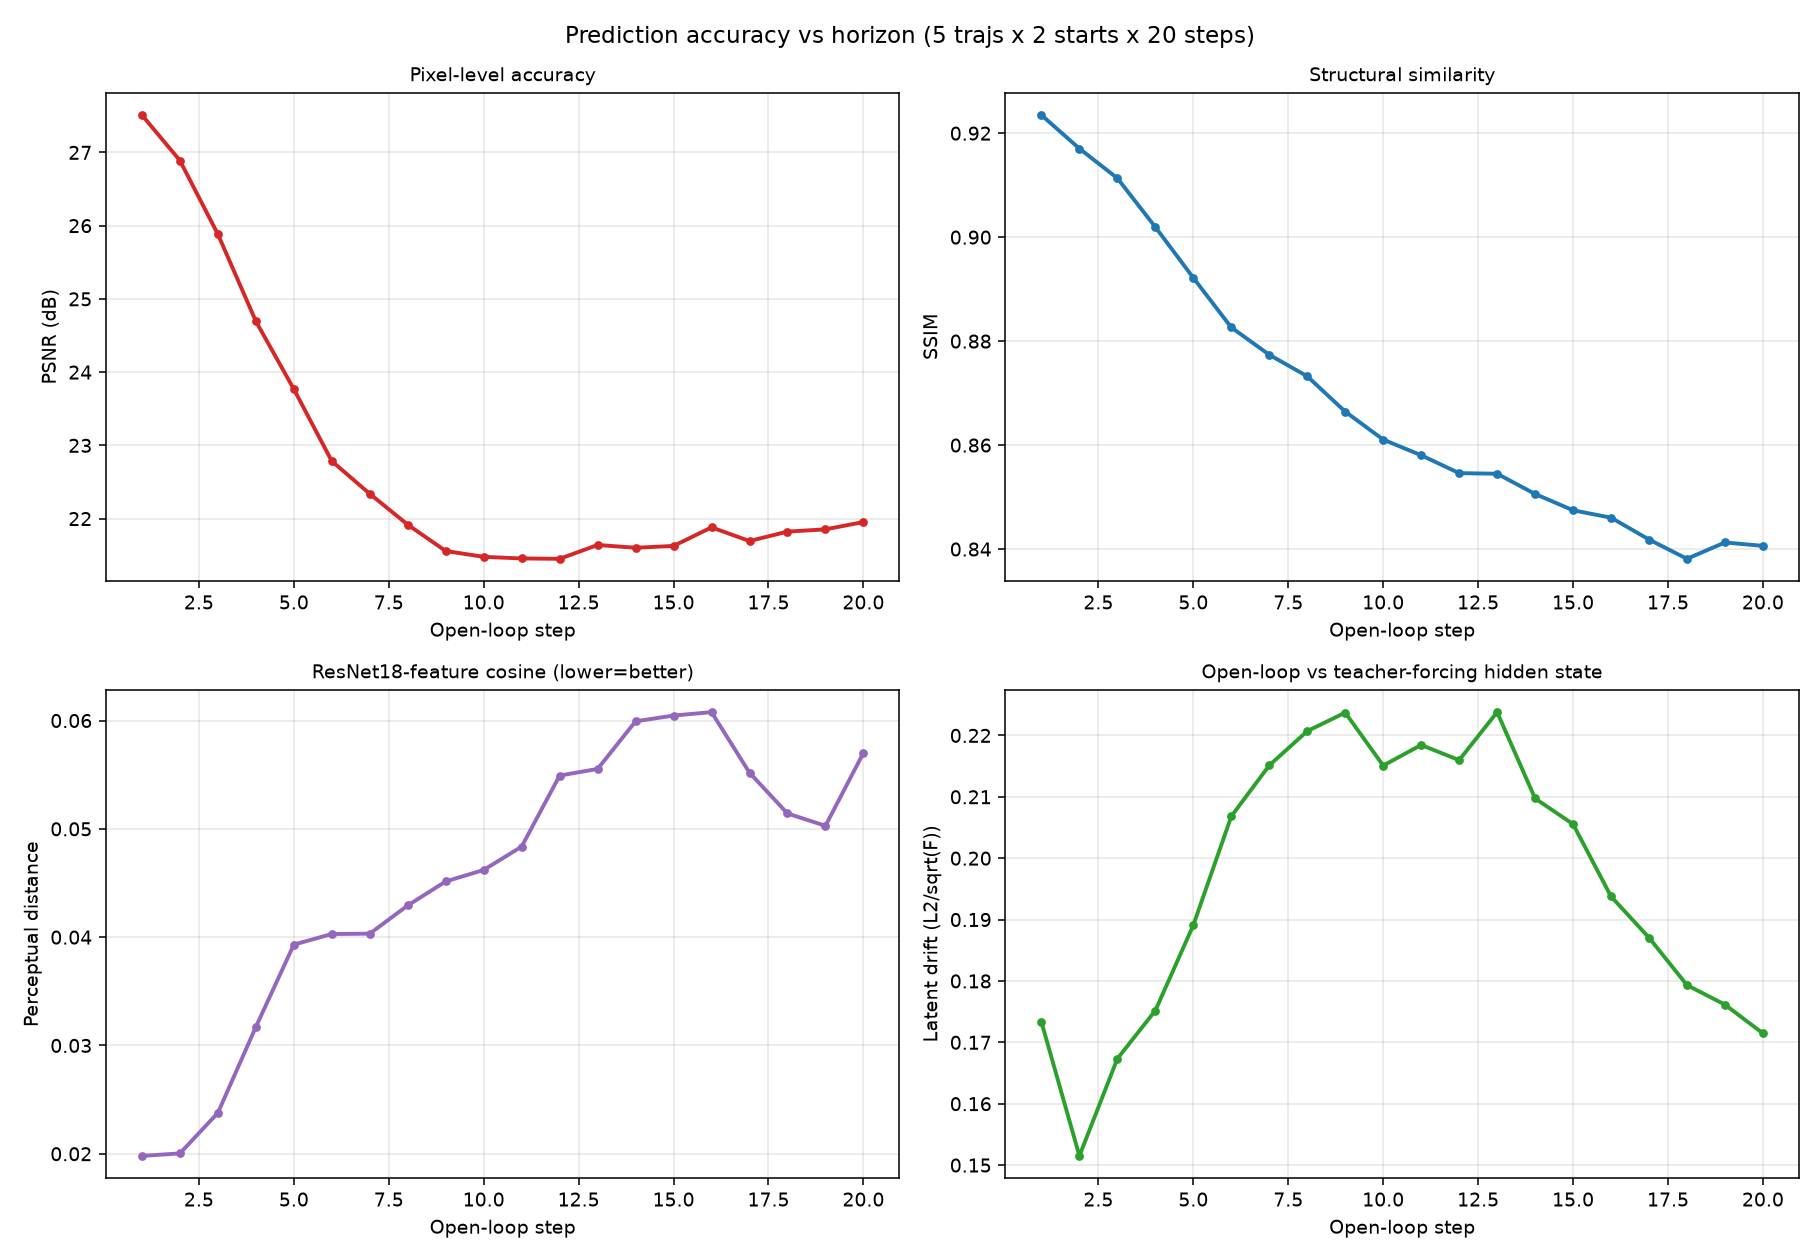 Prediction accuracy vs horizon (5 trajs x 2 starts x 20 steps)
Pixel-level accuracy
PSNR (dB)
27
26
25
24
23
22
2.5 5.0 7.5 10.0 12.5 15.0 17.5 20.0
Open-loop step
Structural similarity
SSIM
0.92
0.90
0.88
0.86
0.84
2.5 5.0 7.5 10.0 12.5 15.0 17.5 20.0
Open-loop step
ResNet18-feature cosine (lower=better)
Perceptual distance
0.06
0.05
0.04
0.03
0.02
2.5 5.0 7.5 10.0 12.5 15.0 17.5 20.0
Open-loop step
Open-loop vs teacher-forcing hidden state
Latent drift (L2/sqrt(F))
0.22
0.21
0.20
0.19
0.18
0.17
0.16
0.15
2.5 5.0 7.5 10.0 12.5 15.0 17.5 20.0
Open-loop step